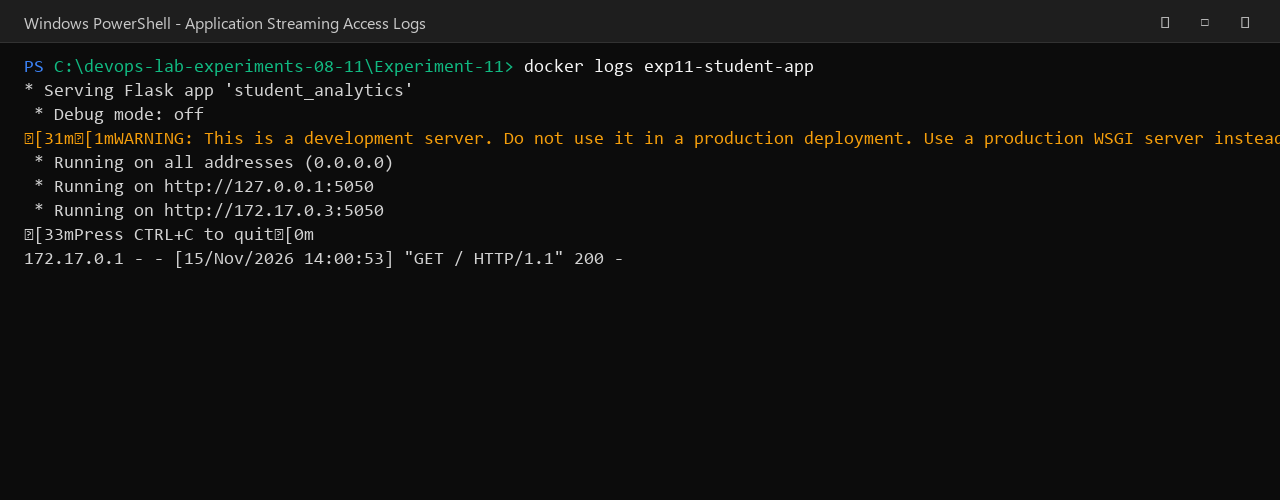 Windows PowerShell - Application Streaming Access Logs
PS C:\devops-lab-experiments-08-11\Experiment-11> docker logs exp11-student-app
* Serving Flask app 'student_analytics'
 * Debug mode: off
[31m[1mWARNING: This is a development server. Do not use it in a production deployment. Use a production WSGI server instead
 * Running on all addresses (0.0.0.0)
 * Running on http://127.0.0.1:5050
 * Running on http://172.17.0.3:5050
[33mPress CTRL+C to quit[0m
172.17.0.1 - - [15/Nov/2026 14:00:53] "GET / HTTP/1.1" 200 -